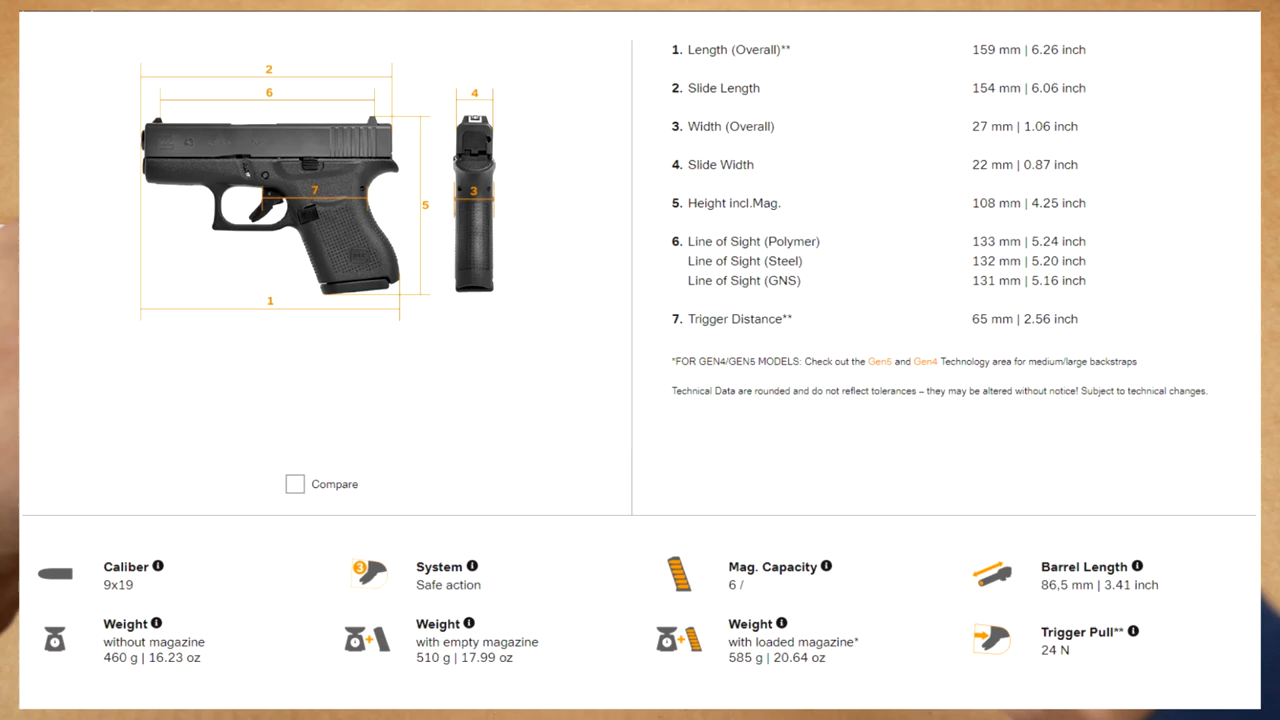 2
6
4
7
3
5
1
1. Length (Overall)** 159 mm | 6.26 inch
2. Slide Length 154 mm | 6.06 inch
3. Width (Overall) 27 mm | 1.06 inch
4. Slide Width 22 mm | 0.87 inch
5. Height incl.Mag. 108 mm | 4.25 inch
6. Line of Sight (Polymer) 133 mm | 5.24 inch
Line of Sight (Steel) 132 mm | 5.20 inch
Line of Sight (GNS) 131 mm | 5.16 inch
7. Trigger Distance** 65 mm | 2.56 inch
*FOR GEN4/GEN5 MODELS: Check out the Gen5 and Gen4 Technology area for medium/large backstraps
Technical Data are rounded and do not reflect tolerances – they may be altered without notice! Subject to technical changes.
Compare
Caliber
9x19
3
System
Safe action
Mag. Capacity
6 /
Barrel Length
86,5 mm | 3.41 inch
Weight
without magazine
460 g | 16.23 oz
Weight
with empty magazine
510 g | 17.99 oz
Weight
with loaded magazine*
585 g | 20.64 oz
Trigger Pull**
24 N